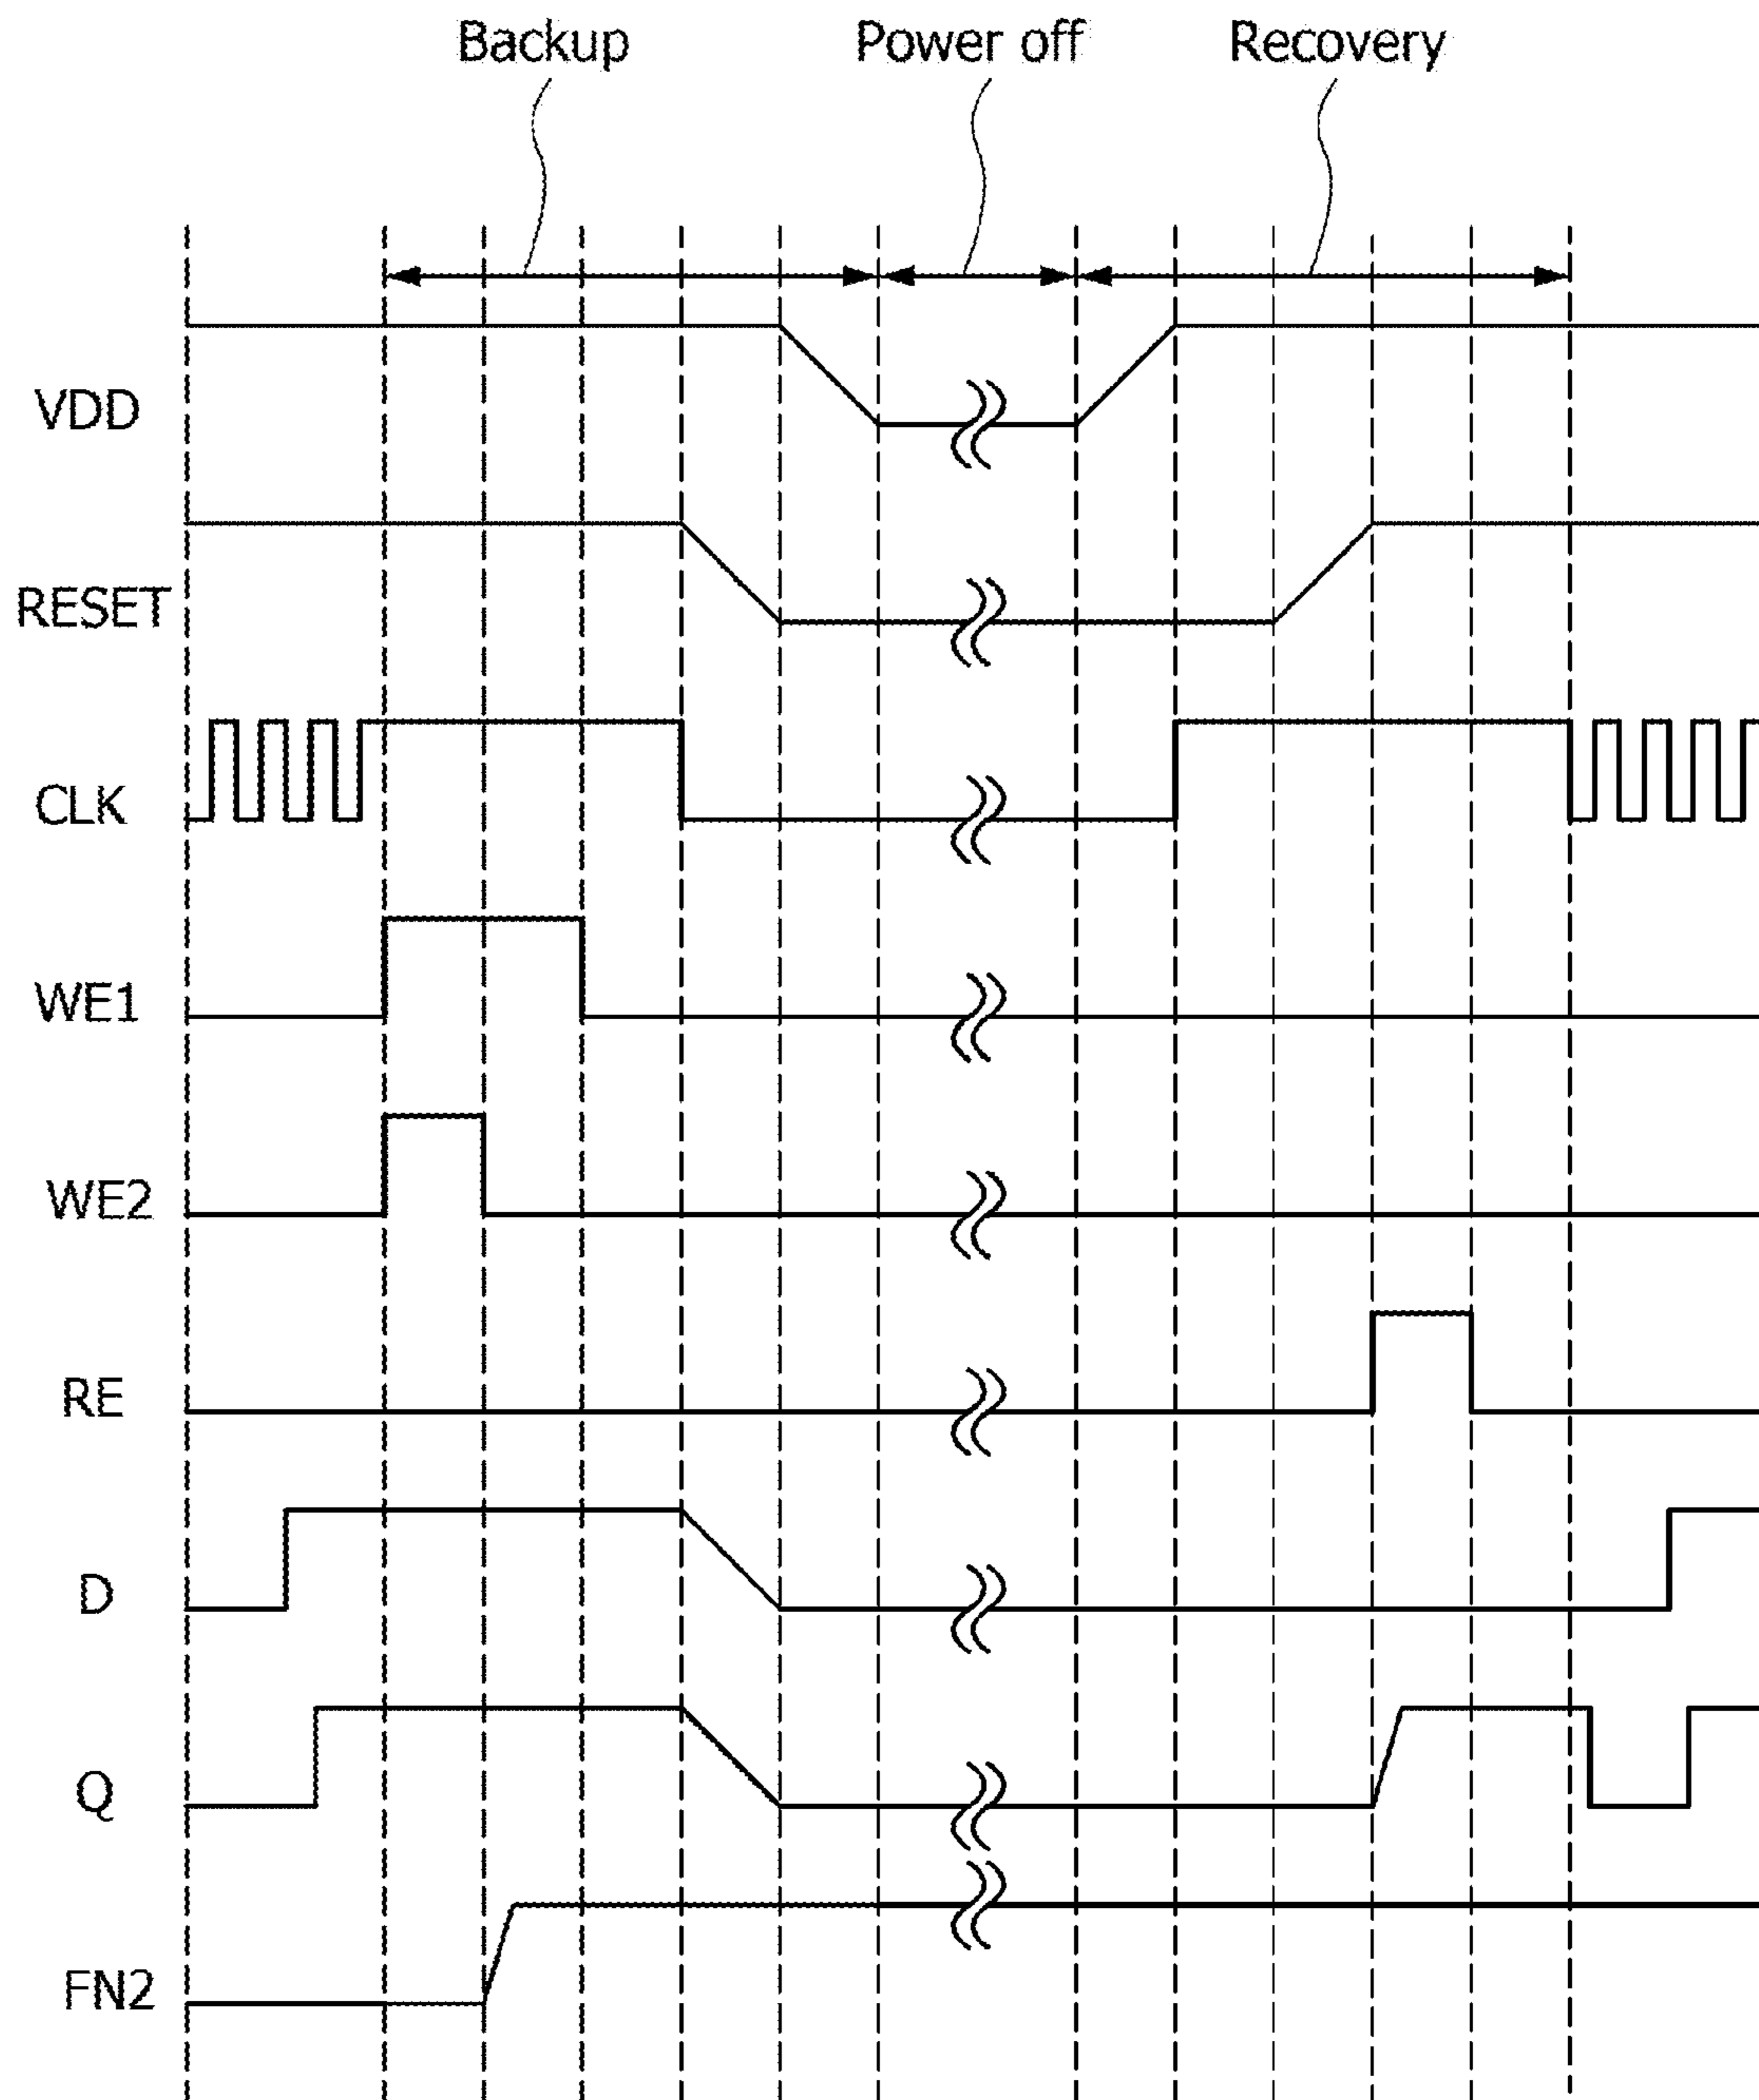 Backup Power off Recovery
VDD
RESET
CLK
WE1
WE2
RE
D
Q
FN2